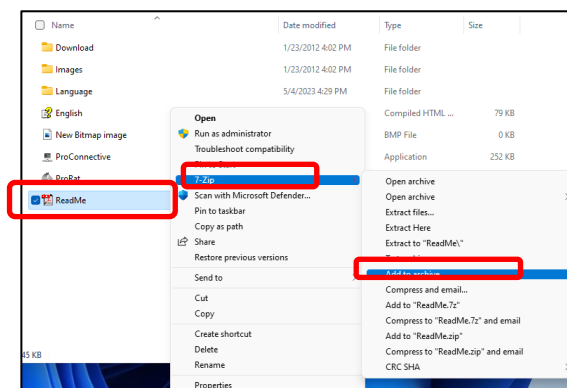 Name Date modified Type Size
Download 1/23/2012 4:02 PM File folder
Images 1/23/2012 4:02 PM File folder
Language 5/4/2023 4:29 PM File folder
English Compiled HTML ... 79 KB
New Bitmap image BMP File 0 KB
ProConnective Application 252 KB
ProRat
ReadMe
45 KB
Open
Run as administrator
Troubleshoot compatibility
7-Zip
Scan with Microsoft Defender...
Pin to taskbar
Copy as path
Share
Restore previous versions
Send to
Cut
Copy
Create shortcut
Delete
Rename
Properties
Open archive
Open archive
Extract files...
Extract Here
Extract to "ReadMe\"
Add to archive...
Compress and email...
Add to "ReadMe.7z"
Compress to "ReadMe.7z" and email
Add to "ReadMe.zip"
Compress to "ReadMe.zip" and email
CRC SHA